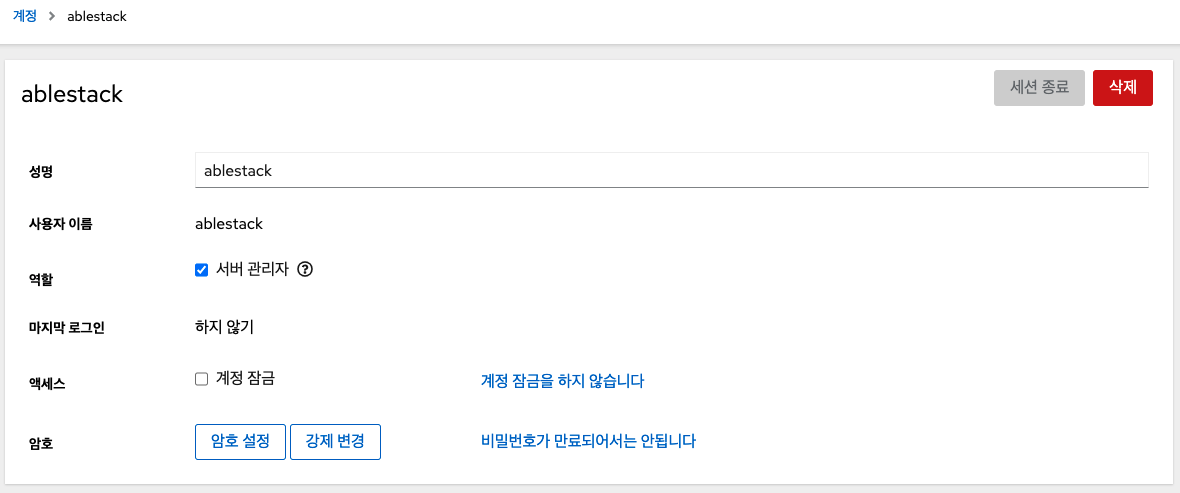 계정 > ablestack
ablestack
세션 종료 삭제
성명 ablestack
사용자 이름 ablestack
역할 서버 관리자
마지막 로그인 하지 않기
액세스 계정 잠금 계정 잠금을 하지 않습니다
암호 암호 설정 강제 변경 비밀번호가 만료되어서는 안됩니다